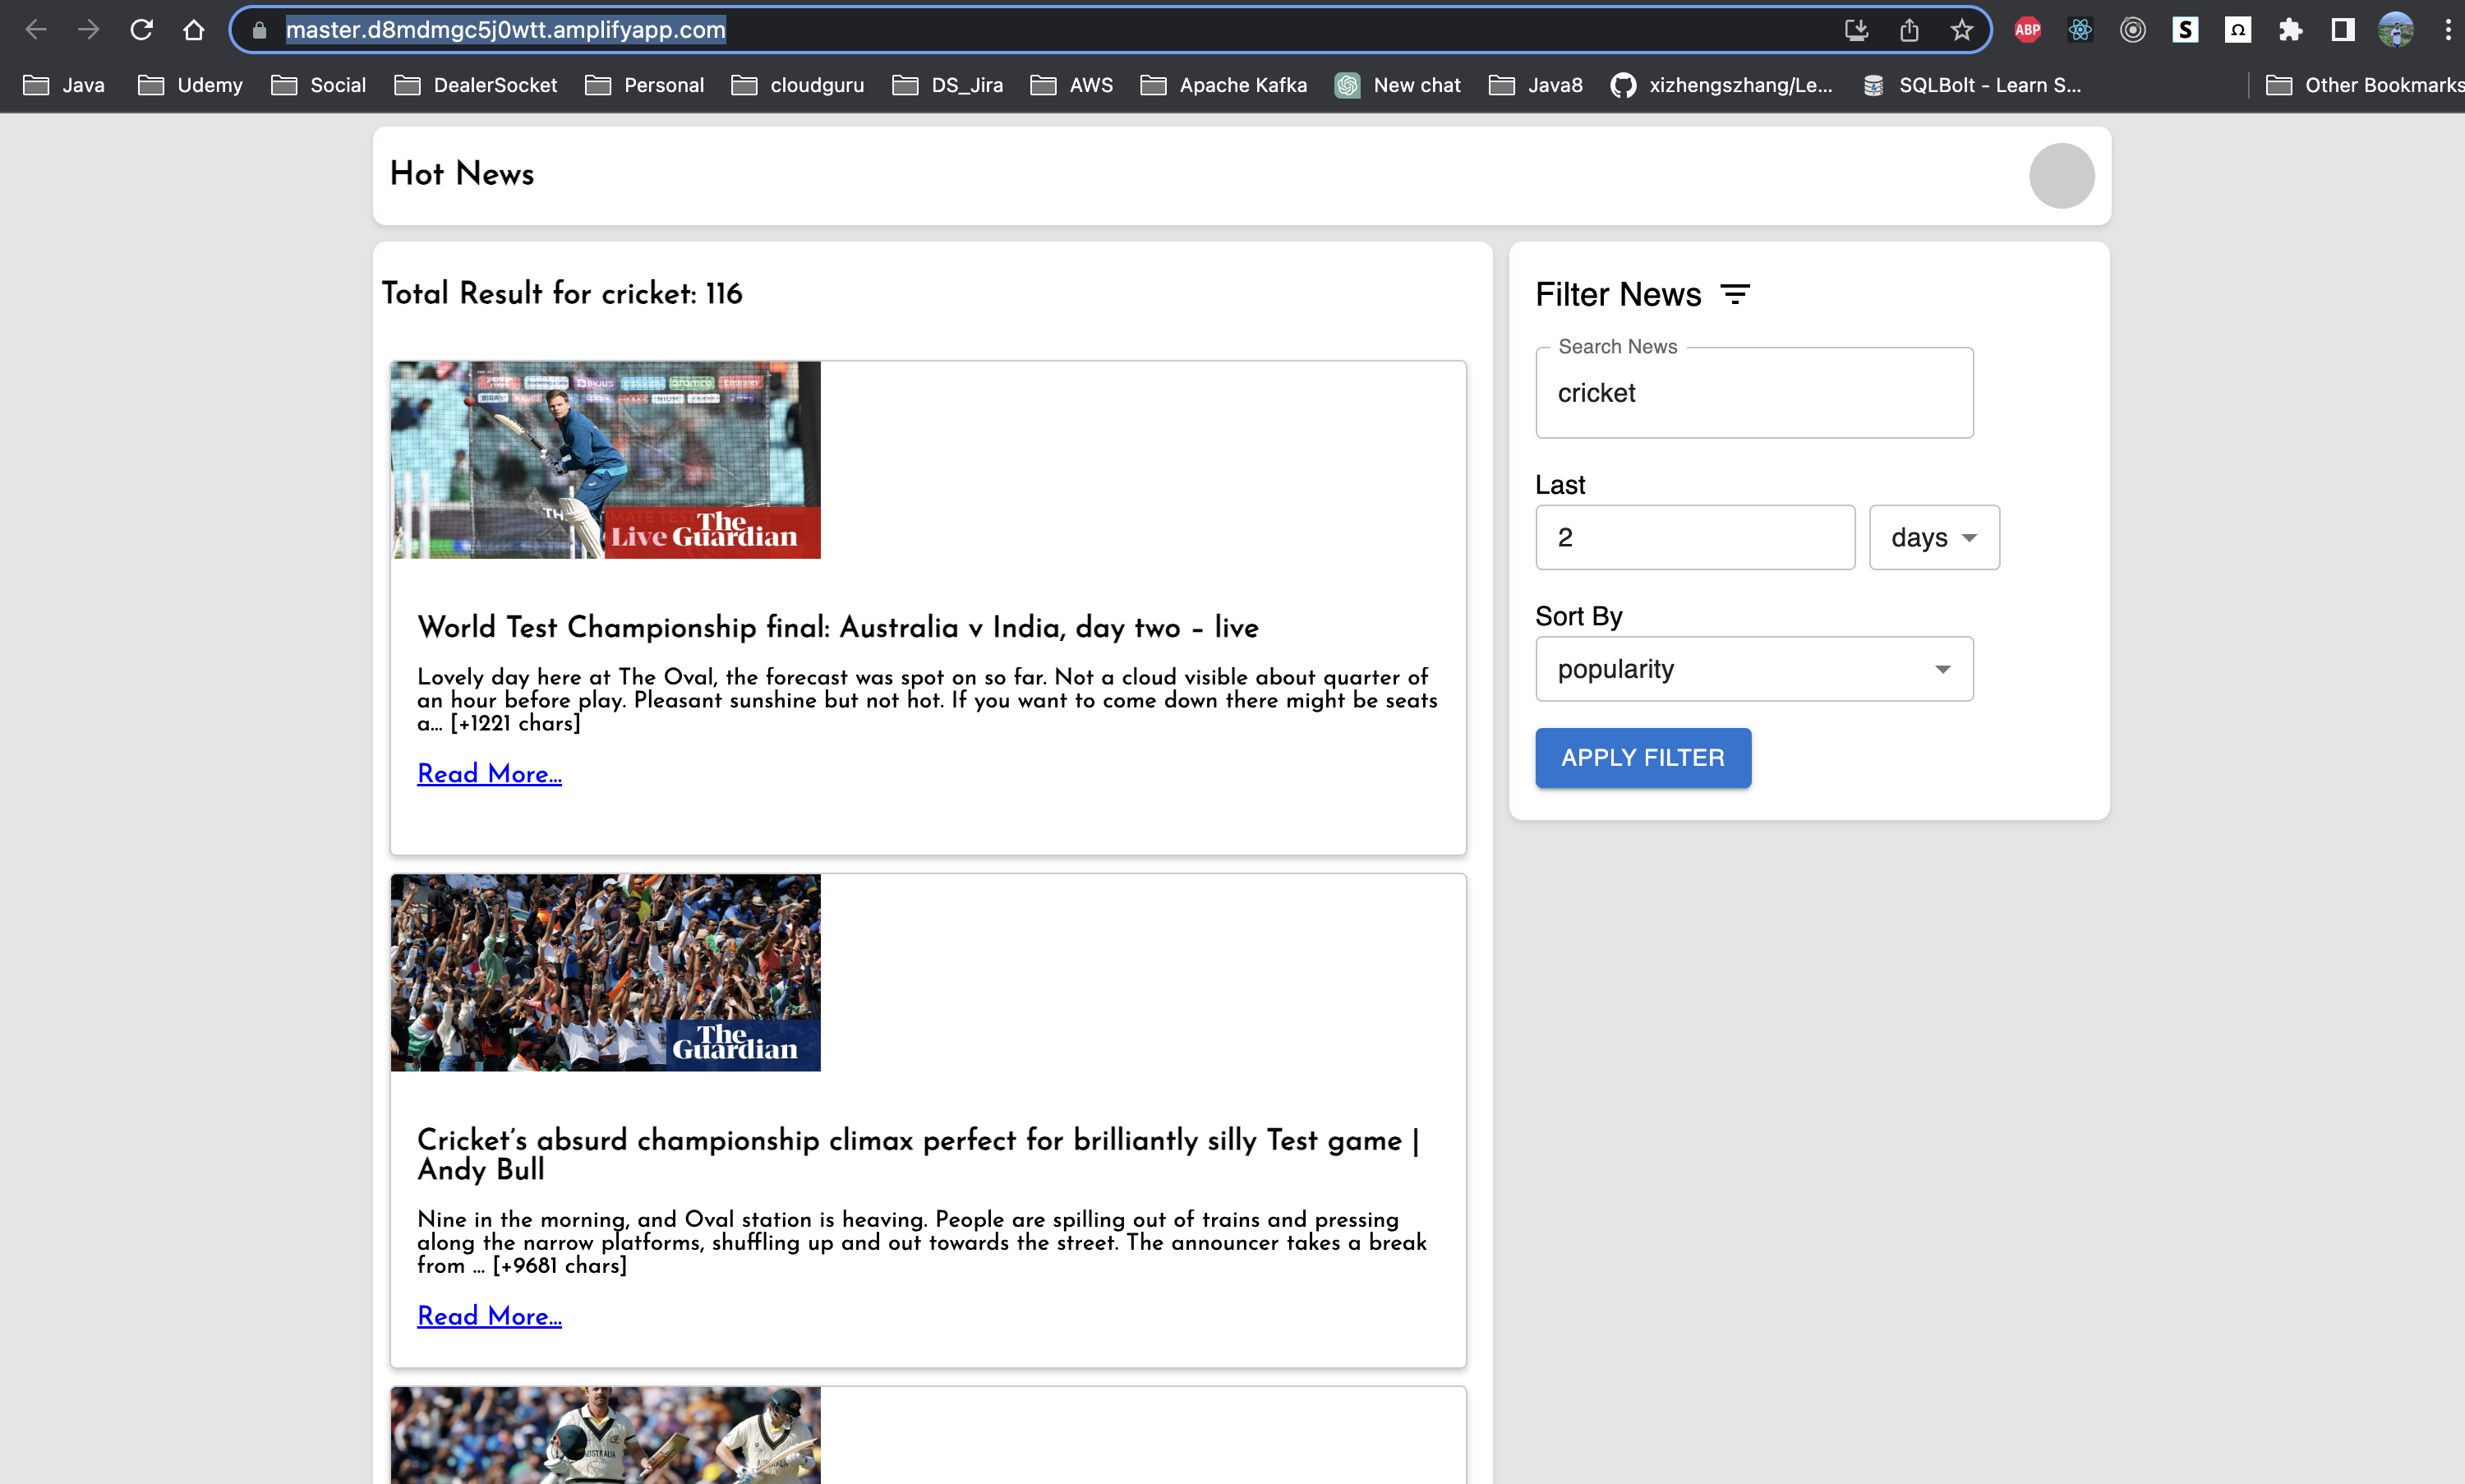 master.d8mdmgc5j0wtt.amplifyapp.com
ABP
S
Ω
Java
Udemy
Social
DealerSocket
Personal
cloudguru
DS_Jira
AWS
Apache Kafka
New chat
Java8
xizhengszhang/Le...
SQLBolt - Learn S...
Other Bookmarks
Hot News
Total Result for cricket: 116
BYJU'S
aramco
Emirates
The
Live Guardian
World Test Championship final: Australia v India, day two – live
Lovely day here at The Oval, the forecast was spot on so far. Not a cloud visible about quarter of
an hour before play. Pleasant sunshine but not hot. If you want to come down there might be seats
a... [+1221 chars]
Read More...
The
Guardian
Cricket’s absurd championship climax perfect for brilliantly silly Test game |
Andy Bull
Nine in the morning, and Oval station is heaving. People are spilling out of trains and pressing
along the narrow platforms, shuffling up and out towards the street. The announcer takes a break
from … [+9681 chars]
Read More...
AUSTRALIA
Filter News
Search News
cricket
Last
2
days
Sort By
popularity
APPLY FILTER